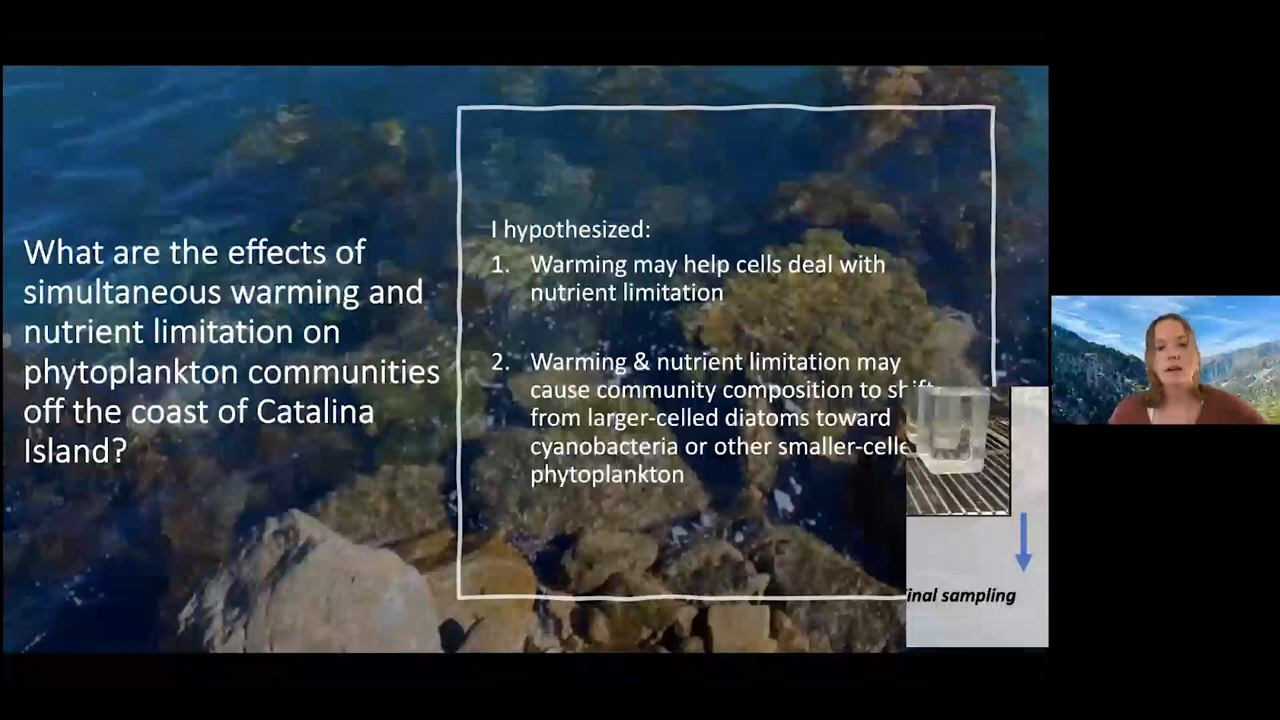 What are the effects of
simultaneous warming and
nutrient limitation on
phytoplankton communities
off the coast of Catalina
Island?
I hypothesized:
1. Warming may help cells deal with
nutrient limitation
2. Warming & nutrient limitation may
cause community composition to shift
from larger-celled diatoms toward
cyanobacteria or other smaller-celle
phytoplankton
inal sampling